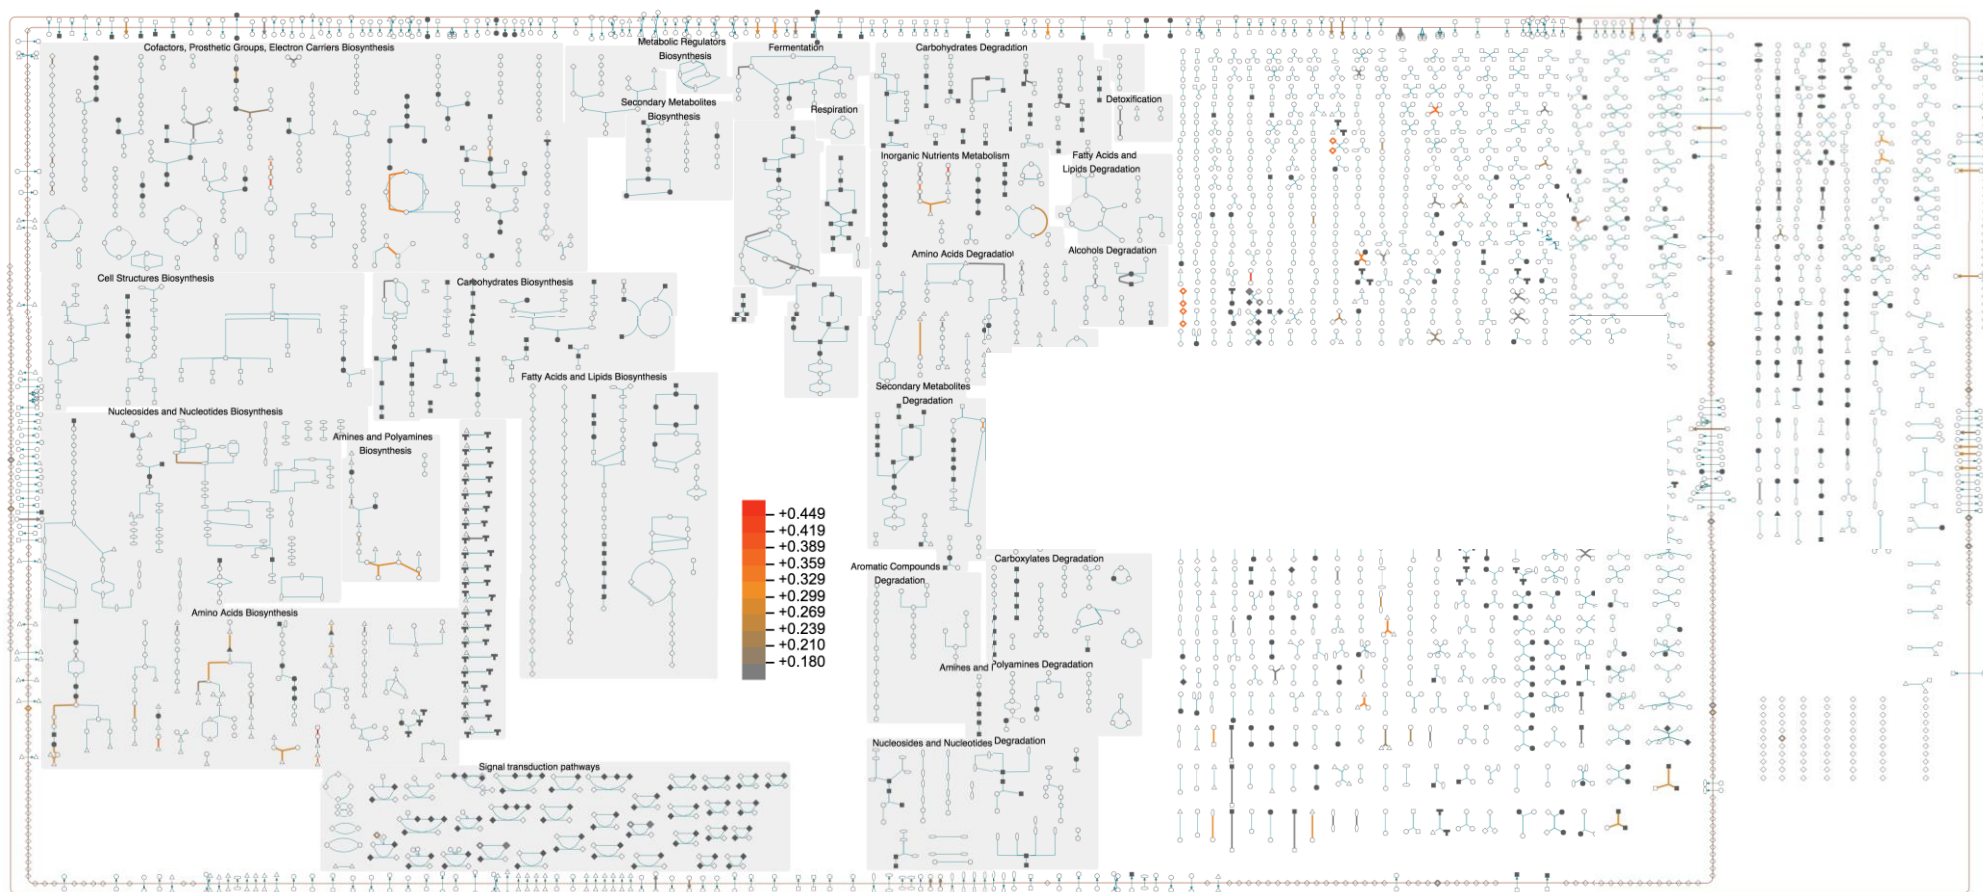 Cofactors, Prosthetic Groups, Electron Carriers Biosynthesis
Metabolic Regulators
Biosynthesis
Fermentation
Carbohydrates Degradation
Secondary Metabolites
Biosynthesis
Respiration
Detoxification
Inorganic Nutrients Metabolism
Fatty Acids and
Lipids Degradation
Cell Structures Biosynthesis
Carbohydrates Biosynthesis
Amino Acids Degradation
Alcohols Degradation
Fatty Acids and Lipids Biosynthesis
Secondary Metabolites
Degradation
Nucleosides and Nucleotides Biosynthesis
Amines and Polyamines
Biosynthesis
+0.449
+0.419
+0.389
+0.359
+0.329
+0.299
+0.269
+0.239
+0.210
+0.180
Aromatic Compounds
Degradation
Carboxylates Degradation
Amino Acids Biosynthesis
Amines and Polyamines Degradation
Nucleosides and Nucleotides Degradation
Signal transduction pathways